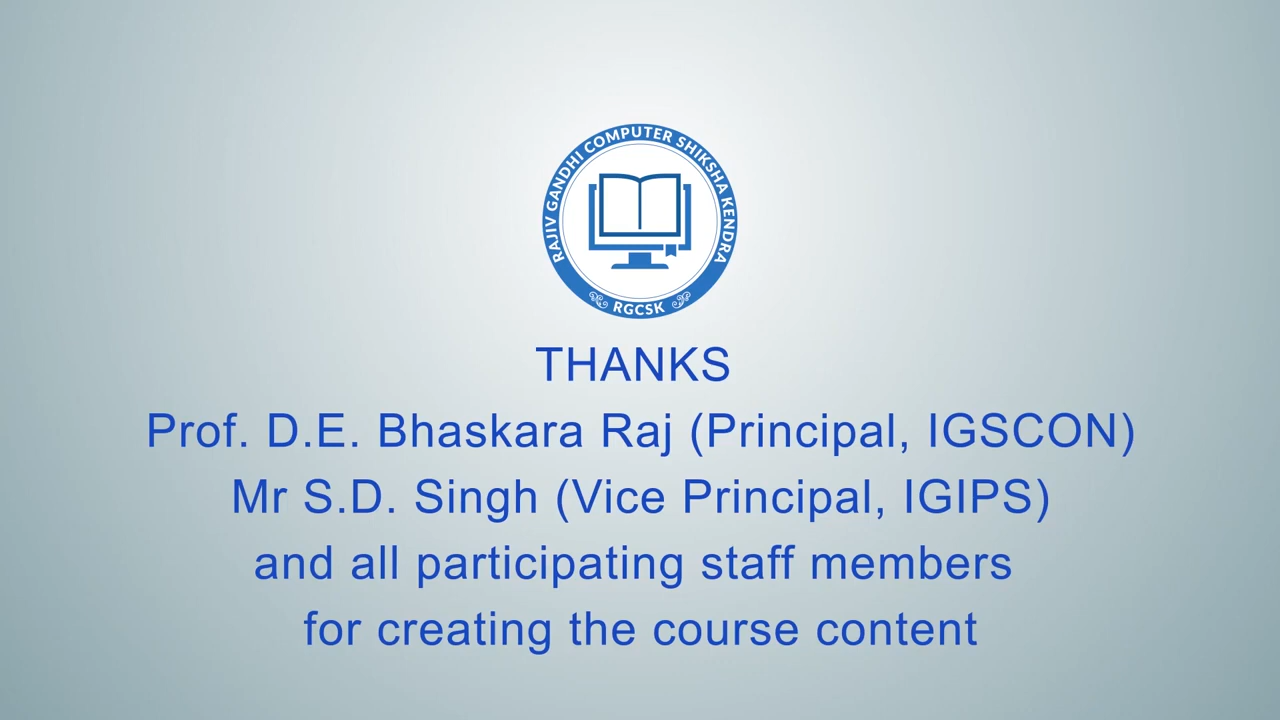 RAJIV GANDHI COMPUTER SHIKSHA KENDRA
RGCSK
THANKS
Prof. D.E. Bhaskara Raj (Principal, IGSCON)
Mr S.D. Singh (Vice Principal, IGIPS)
and all participating staff members
for creating the course content